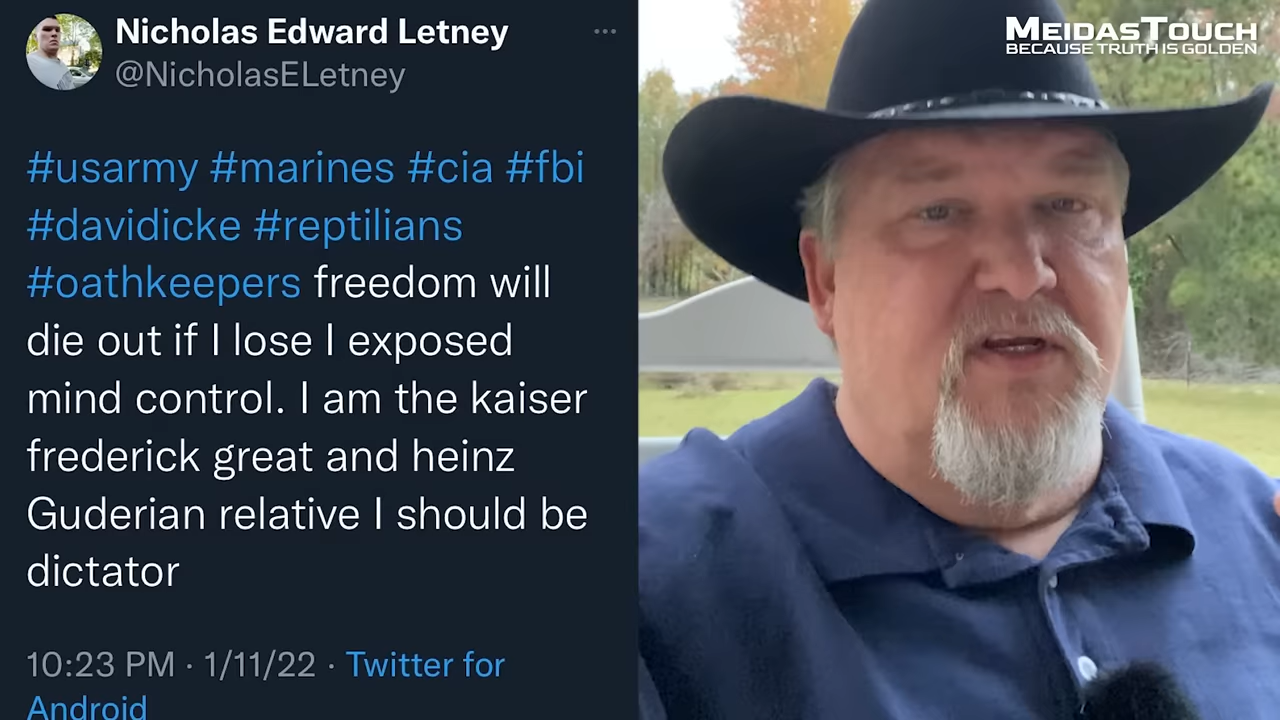 Nicholas Edward Letney
@NicholasELetney
#usarmy #marines #cia #fbi
#davidicke #reptilians
#oathkeepers freedom will
die out if I lose I exposed
mind control. I am the kaiser
frederick great and heinz
Guderian relative I should be
dictator
10:23 PM · 1/11/22 · Twitter for
Android
MEIDASTOUCH
BECAUSE TRUTH IS GOLDEN